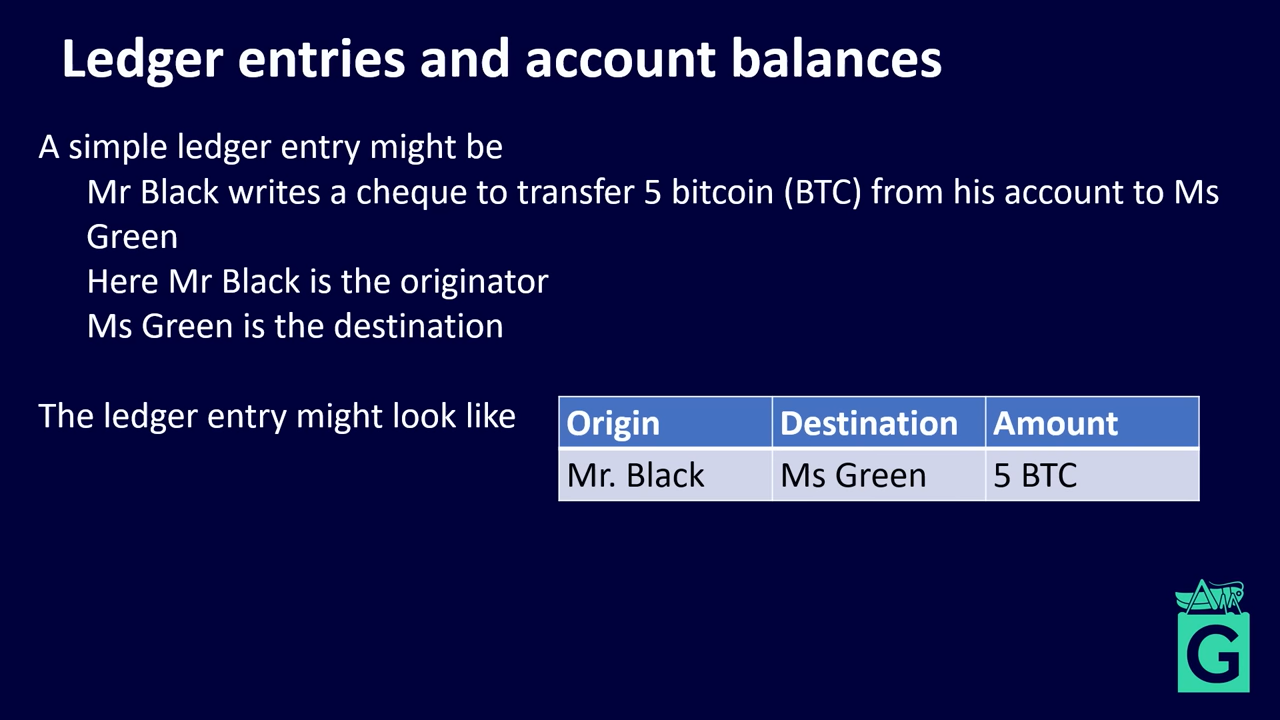 Ledger entries and account balances
A simple ledger entry might be
Mr Black writes a cheque to transfer 5 bitcoin (BTC) from his account to Ms
Green
Here Mr Black is the originator
Ms Green is the destination
The ledger entry might look like
Origin Destination Amount
Mr. Black Ms Green 5 BTC
G